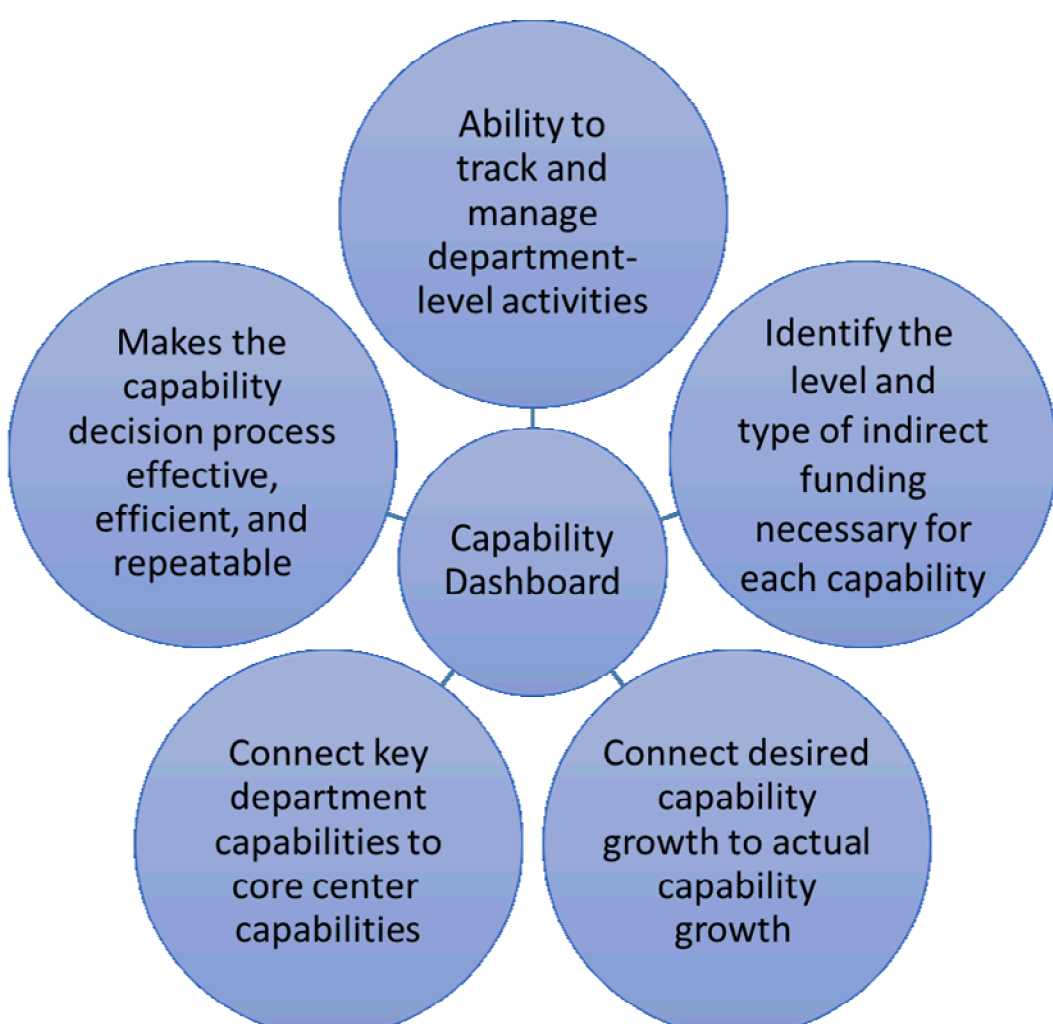 Ability to
track and
manage
department-
level activities
Identify the
level and
type of indirect
funding
necessary for
each capability
Connect desired
capability
growth to actual
capability
growth
Connect key
department
capabilities to
core center
capabilities
Makes the
capability
decision process
effective,
efficient, and
repeatable
Capability
Dashboard